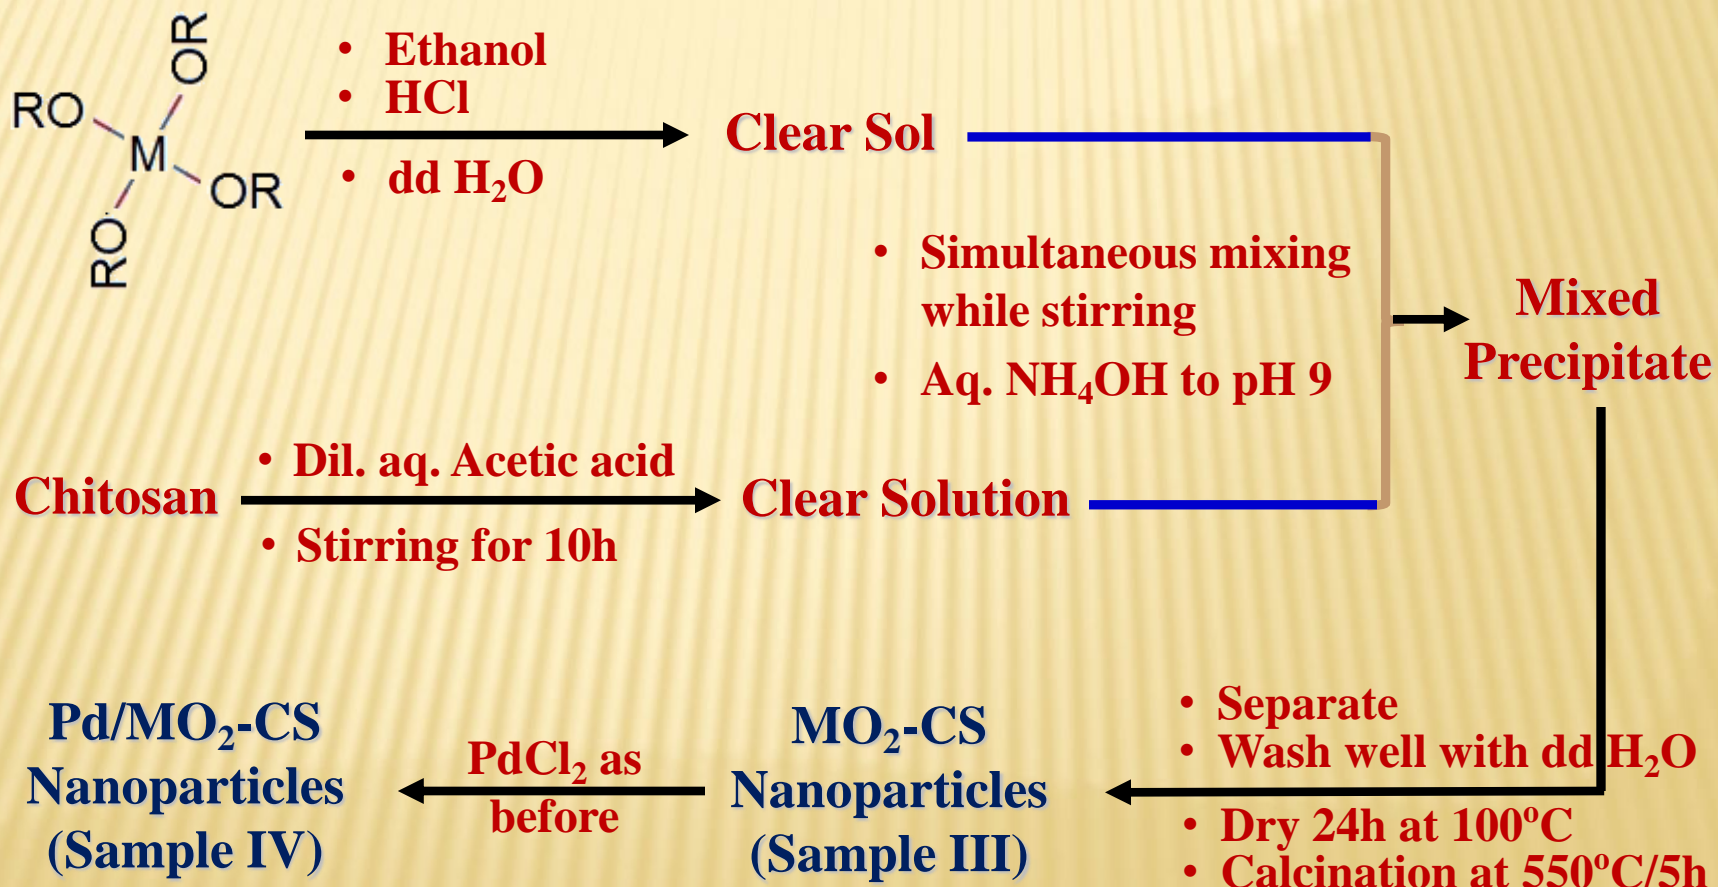 OR
RO
M
OR
RO
• Ethanol
• HCl
• dd H₂O
Clear Sol
• Simultaneous mixing
while stirring
• Aq. NH₄OH to pH 9
Mixed
Precipitate
Chitosan
• Dil. aq. Acetic acid
• Stirring for 10h
Clear Solution
• Separate
• Wash well with dd H₂O
• Dry 24h at 100ºC
• Calcination at 550ºC/5h
MO₂-CS
Nanoparticles
(Sample III)
PdCl₂ as
before
Pd/MO₂-CS
Nanoparticles
(Sample IV)